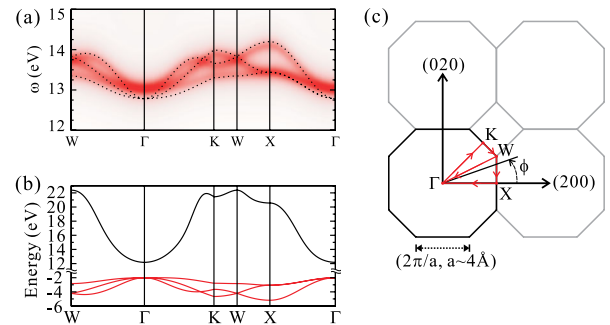 (a)
15
14
13
12
ω (eV)
W Γ K W X Γ
(b)
22
20
18
16
14
12
-2
-4
-6
Energy (eV)
W Γ K W X Γ
(c)
(020)
K
W
ϕ
Γ
X
(200)
(2π/a, a~4Å)